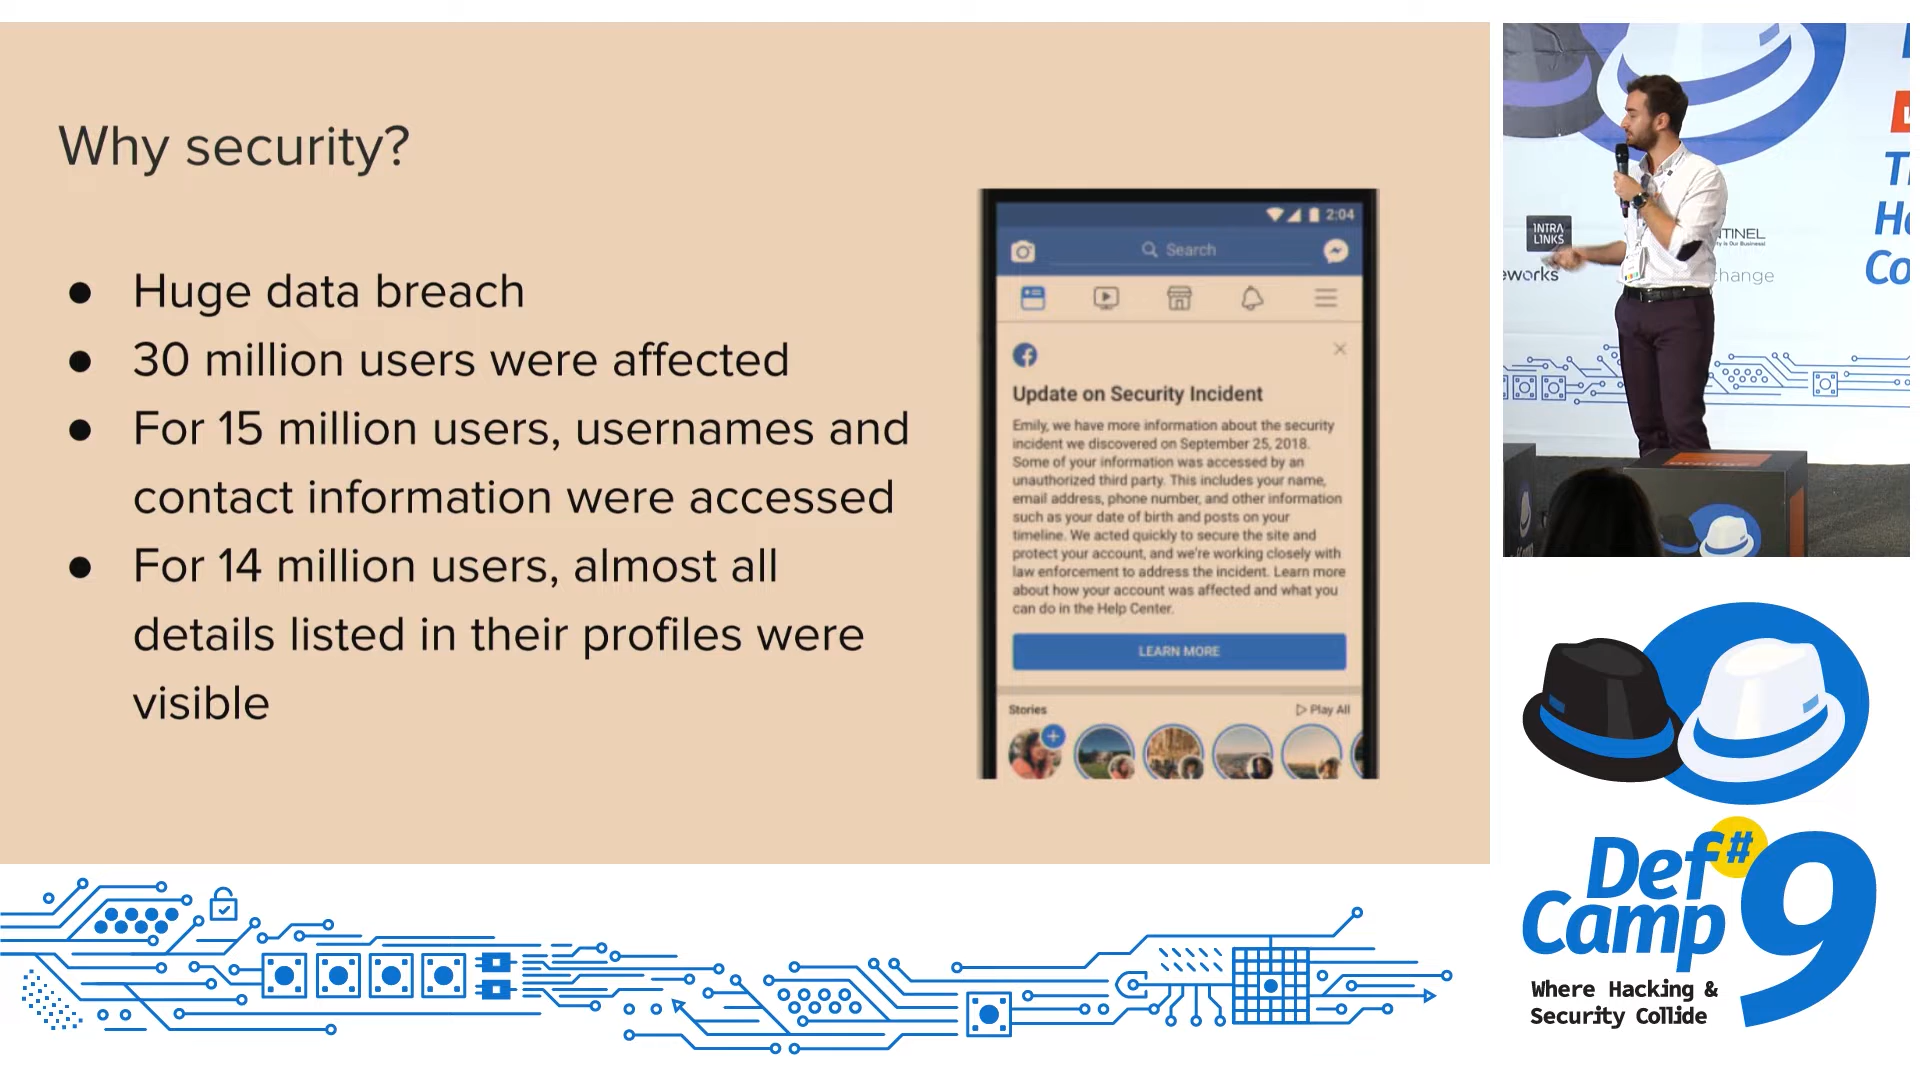 Why security?
● Huge data breach
● 30 million users were affected
● For 15 million users, usernames and
contact information were accessed
● For 14 million users, almost all
details listed in their profiles were
visible
2:04
Search
Update on Security Incident
Emily, we have more information about the security
incident we discovered on September 25, 2018.
Some of your information was accessed by an
unauthorized third party. This includes your name,
email address, phone number, and other information
such as your date of birth and posts on your
timeline. We acted quickly to secure the site and
protect your account, and we're working closely with
law enforcement to address the incident. Learn more
about how your account was affected and what you
can do in the Help Center.
LEARN MORE
Stories
Play All
INTRA
LINKS
NTINEL
eworks
change
T
H
Co
orange
Def
Camp
#9
Where Hacking &
Security Collide